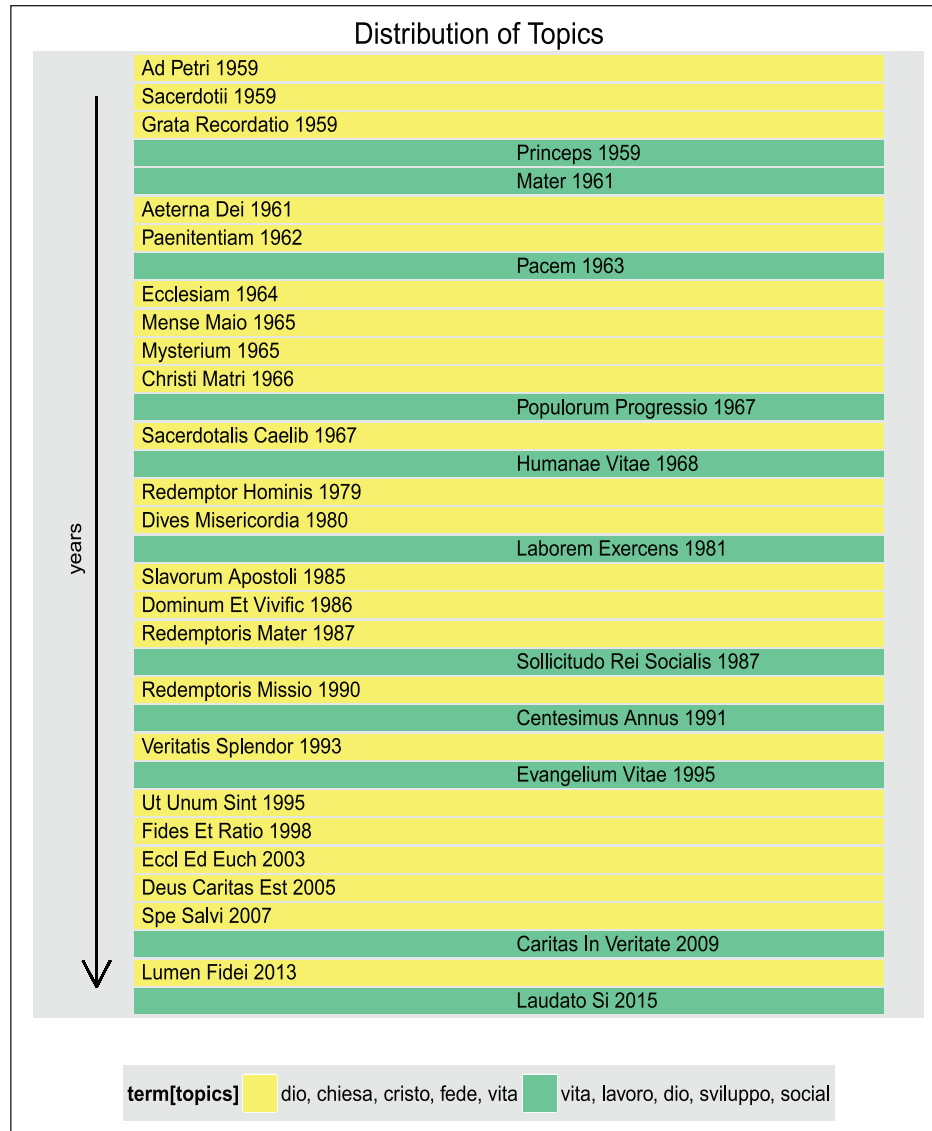 Distribution of Topics
Ad Petri 1959
Sacerdotii 1959
Grata Recordatio 1959
Princeps 1959
Mater 1961
Aeterna Dei 1961
Paenitentiam 1962
Pacem 1963
Ecclesiam 1964
Mense Maio 1965
Mysterium 1965
Christi Matri 1966
Populorum Progressio 1967
Sacerdotalis Caelib 1967
Humanae Vitae 1968
Redemptor Hominis 1979
Dives Misericordia 1980
Laborem Exercens 1981
Slavorum Apostoli 1985
Dominum Et Vivific 1986
Redemptoris Mater 1987
Sollicitudo Rei Socialis 1987
Redemptoris Missio 1990
Centesimus Annus 1991
Veritatis Splendor 1993
Evangelium Vitae 1995
Ut Unum Sint 1995
Fides Et Ratio 1998
Eccl Ed Euch 2003
Deus Caritas Est 2005
Spe Salvi 2007
Caritas In Veritate 2009
Lumen Fidei 2013
Laudato Si 2015
years
term[topics] dio, chiesa, cristo, fede, vita vita, lavoro, dio, sviluppo, social